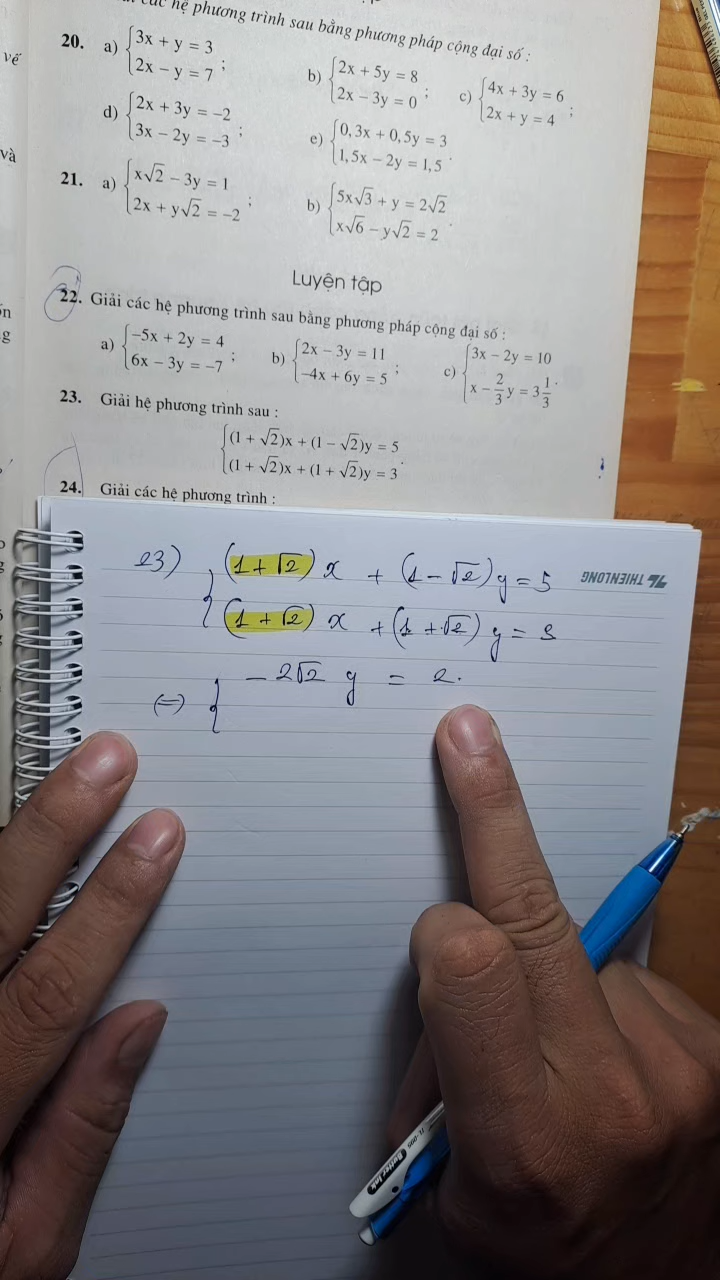 các hệ phương trình sau bằng phương pháp cộng đại số :
vế
20. a) {3x + y = 3
2x − y = 7 ;
b) {2x + 5y = 8
2x − 3y = 0 ;
c) {4x + 3y = 6
2x + y = 4 ;
và
d) {2x + 3y = −2
3x − 2y = −3 ;
e) {0,3x + 0,5y = 3
1,5x − 2y = 1,5 .
21. a) {x√2 − 3y = 1
2x + y√2 = −2 ;
b) {5x√3 + y = 2√2
x√6 − y√2 = 2 .
Luyện tập
ốn
g
22. Giải các hệ phương trình sau bằng phương pháp cộng đại số :
a) {−5x + 2y = 4
6x − 3y = −7 ;
b) {2x − 3y = 11
−4x + 6y = 5 ;
c) {3x − 2y = 10
x − 2/3 y = 3 1/3 .
23. Giải hệ phương trình sau :
{(1 + √2)x + (1 − √2)y = 5
(1 + √2)x + (1 + √2)y = 3 .
24. Giải các hệ phương trình :
THIENLONG
23) {(1 + √2) x + (1 − √2) y = 5
(1 + √2) x + (1 + √2) y = 3
(=) { − 2√2 y = 2.
TL-095
Better Ink